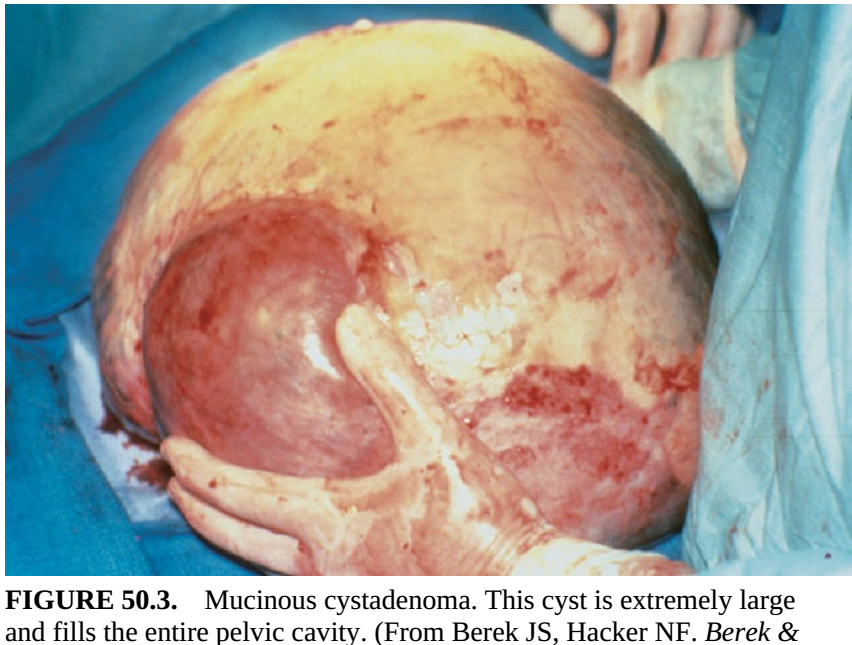 FIGURE 50.3. Mucinous cystadenoma. This cyst is extremely large
and fills the entire pelvic cavity. (From Berek JS, Hacker NF. Berek &